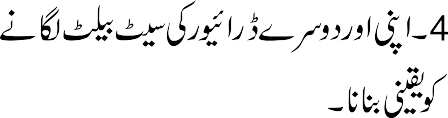 4۔اپنی اور دوسرے ڈرائیور کی سیٹ بیلٹ لگانے
کو یقینی بنانا۔